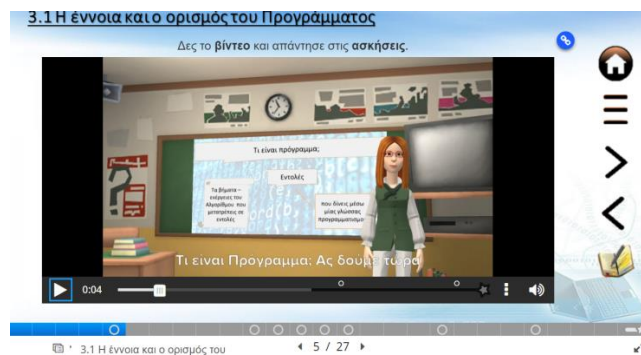 3.1 Η έννοια και ο ορισμός του Προγράμματος
Δες το βίντεο και απάντησε στις ασκήσεις.
Τι είναι πρόγραμμα;
Εντολές
Τα βήματα –
ενέργειες του
Αλγορίθμου που
μετατρέπεις σε
εντολές
που δίνεις μέσω
μίας γλώσσας
προγραμματισμού
Τι είναι Πρόγραμμα; Ας δούμε τώρα
0:04
3.1 Η έννοια και ο ορισμός του
5 / 27